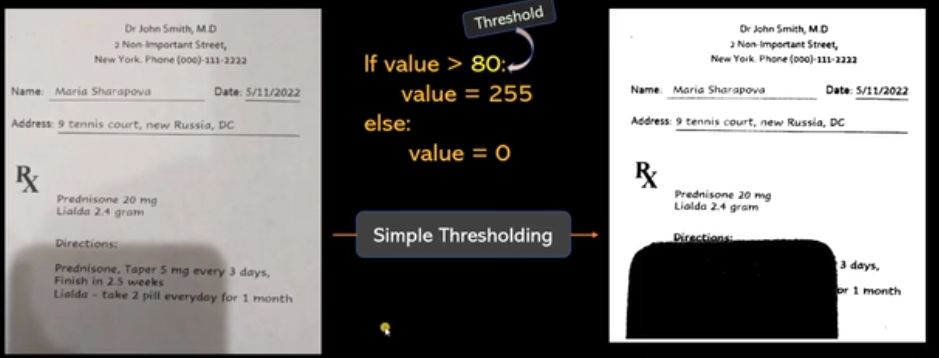 Dr John Smith, M.D
2 Non-Important Street,
New York. Phone (000)-111-2222
Name: Maria Sharapova Date: 5/11/2022
Address: 9 tennis court, new Russia, DC
Rx
Prednisone 20 mg
Lialda 2.4 gram
Directions:
Prednisone, Taper 5 mg every 3 days,
Finish in 2.5 weeks
Lialda - take 2 pill everyday for 1 month
Threshold
If value > 80:
value = 255
else:
value = 0
Simple Thresholding
Dr John Smith, M.D
2 Non-Important Street,
New York. Phone (000)-111-2222
Name: Maria Sharapova Date: 5/11/2022
Address: 9 tennis court, new Russia, DC
Rx
Prednisone 20 mg
Lialda 2.4 gram
Directions:
3 days,
or 1 month